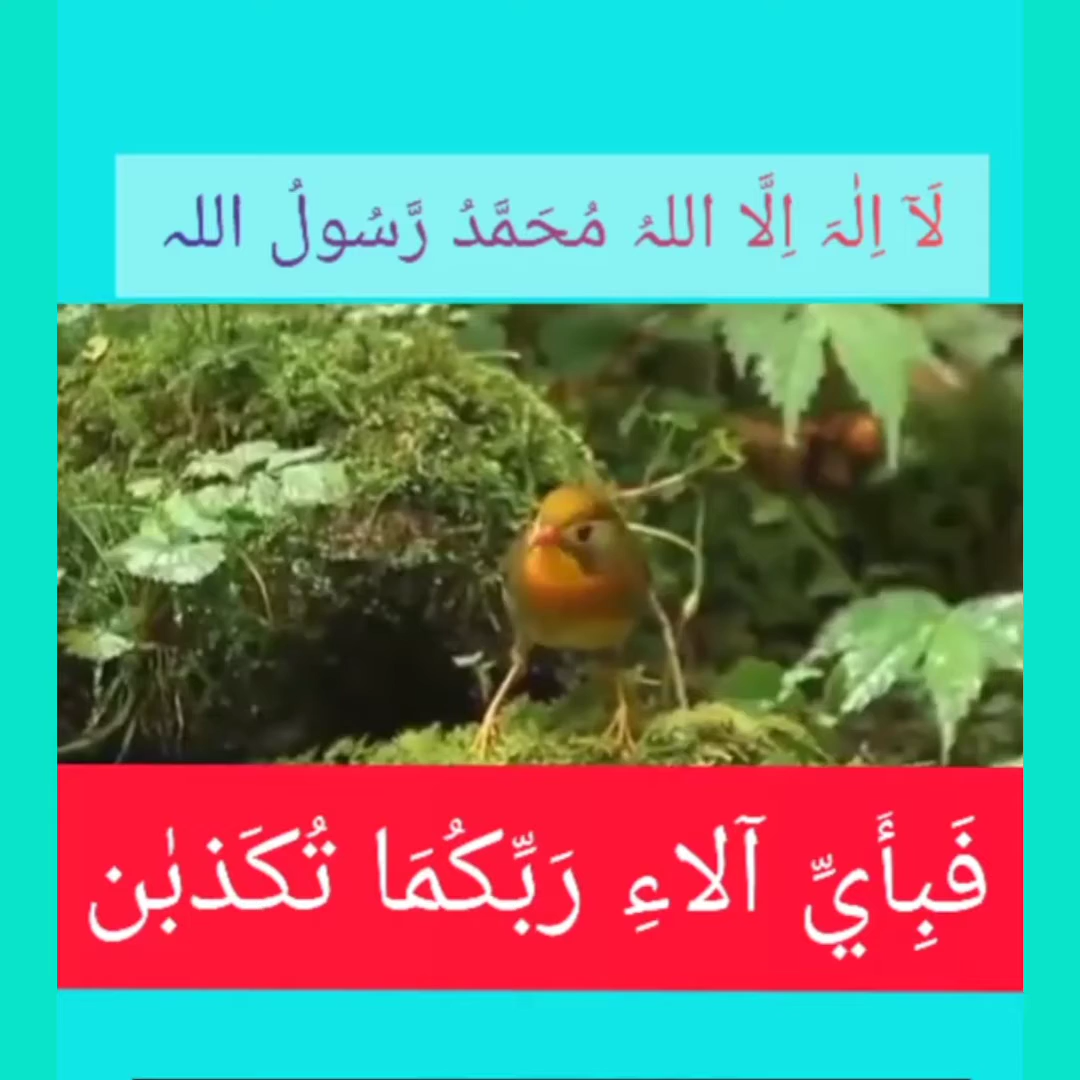 لَآ اِلٰہَ اِلَّا اللہُ مُحَمَّدُ رَّسُولُ اللہ
فَبِأَيِّ آلاءِ رَبِّكُمَا تُكَذبٰن